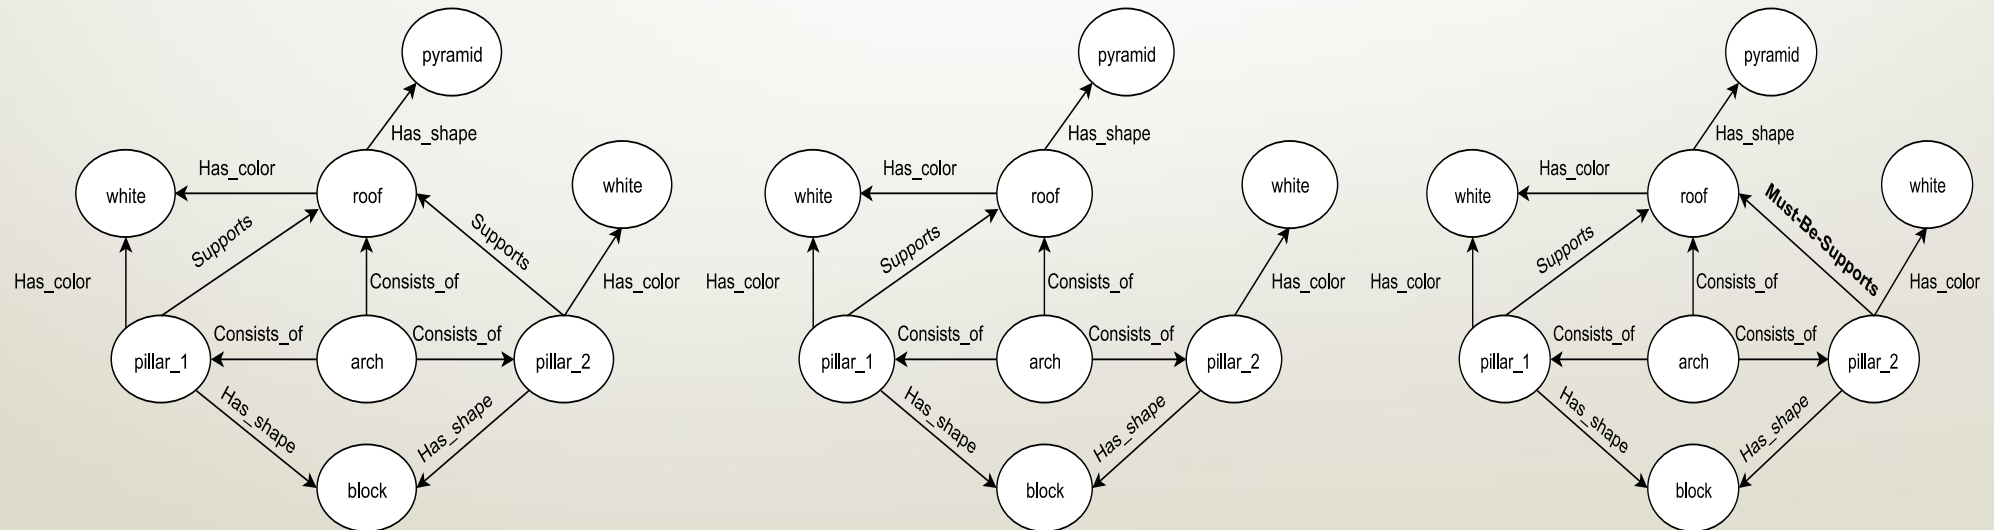 pyramid
Has_shape
Has_color
white
roof
white
Supports
Supports
Has_color
Consists_of
Has_color
Consists_of
Consists_of
pillar_1
arch
pillar_2
Has_shape
Has_shape
block
pyramid
Has_shape
Has_color
white
roof
white
Supports
Has_color
Consists_of
Has_color
Consists_of
Consists_of
pillar_1
arch
pillar_2
Has_shape
Has_shape
block
pyramid
Has_shape
Has_color
white
roof
white
Supports
Must-Be-Supports
Has_color
Consists_of
Has_color
Consists_of
Consists_of
pillar_1
arch
pillar_2
Has_shape
Has_shape
block